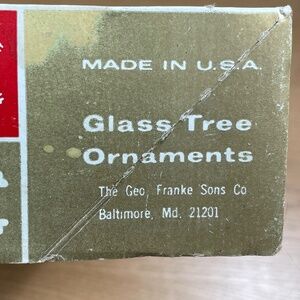 MADE IN U.S.A.
Glass Tree
Ornaments
The Geo. Franke Sons Co
Baltimore, Md. 21201